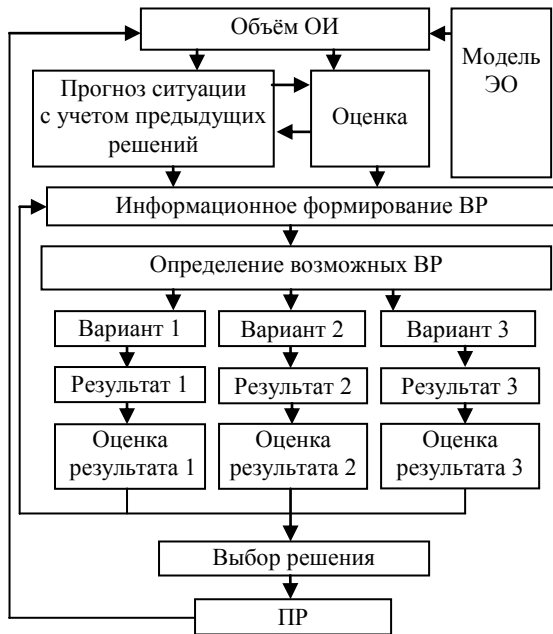 Объём ОИ
Модель
ЭО
Прогноз ситуации
с учетом предыдущих
решений
Оценка
Информационное формирование ВР
Определение возможных ВР
Вариант 1
Вариант 2
Вариант 3
Результат 1
Результат 2
Результат 3
Оценка
результата 1
Оценка
результата 2
Оценка
результата 3
Выбор решения
ПР